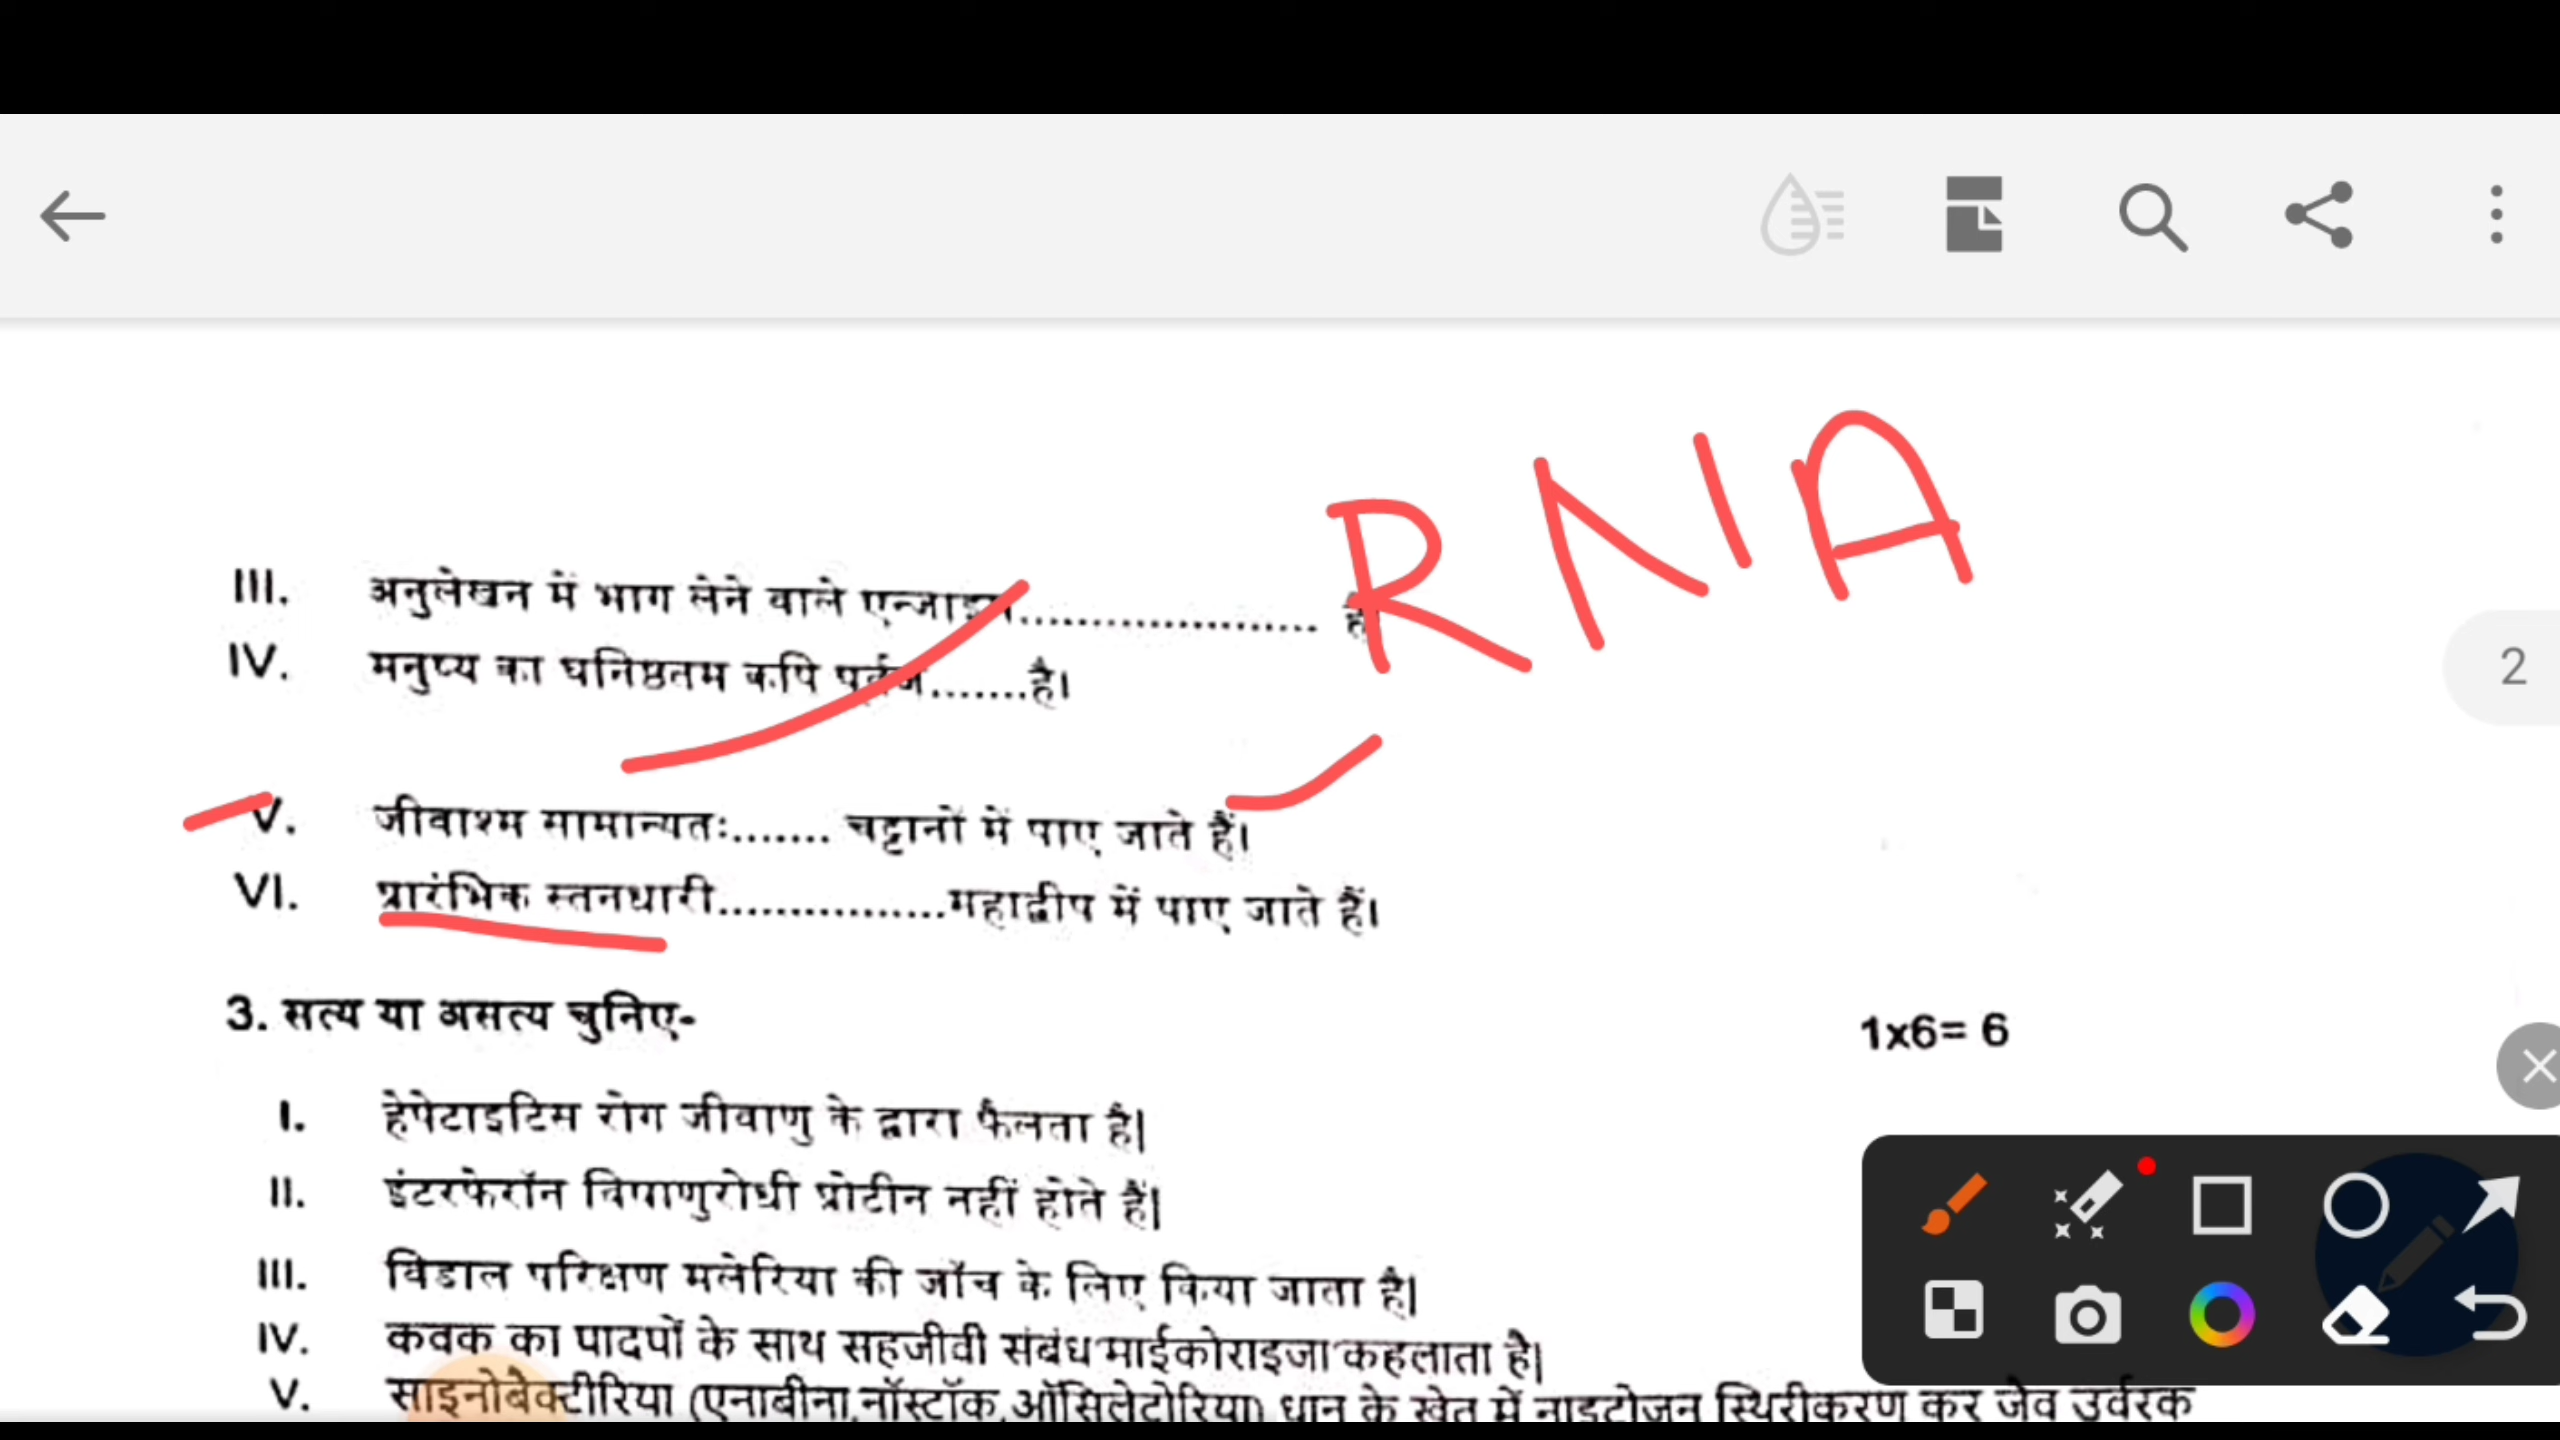 RNA
III. अनुलेखन में भाग लेने वाले एन्जाइम...................... है
IV. मनुष्य का घनिष्ठतम कपि पूर्वज.......है।
2
V. जीवाश्म सामान्यतः....... चट्टानों में पाए जाते हैं।
VI. प्रारंभिक स्तनधारी................महाद्वीप में पाए जाते हैं।
3. सत्य या असत्य चुनिए- 1x6= 6
I. हेपेटाइटिस रोग जीवाणु के द्वारा फैलता है|
II. इंटरफेरॉन विषाणुरोधी प्रोटीन नहीं होते हैं|
III. विडाल परिक्षण मलेरिया की जॉच के लिए किया जाता है|
IV. कवक का पादपों के साथ सहजीवी संबंध माईकोराइजा कहलाता है|
V. साइनोबैक्टीरिया (एनाबीना,नॉस्टॉक,ऑसिलेटोरिया) धान के खेत में नाइट्रोजन स्थिरीकरण कर जैव उर्वरक